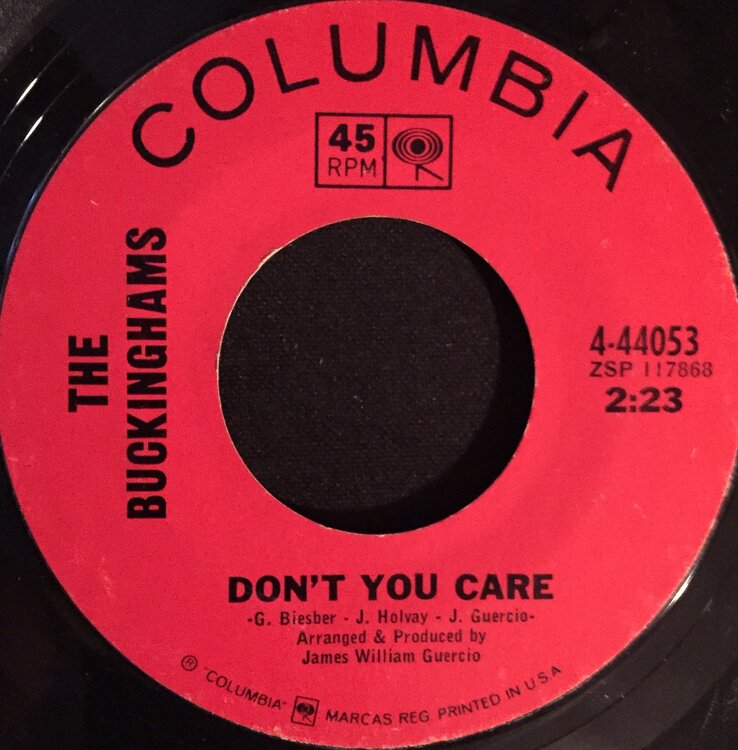 COLUMBIA
45
RPM
THE
BUCKINGHAMS
4-44053
ZSP 117868
2:23
DON'T YOU CARE
-G. Biesber - J. Holvay - J. Guercio-
Arranged & Produced by
James William Guercio
® "COLUMBIA" MARCAS REG. PRINTED IN U.S.A